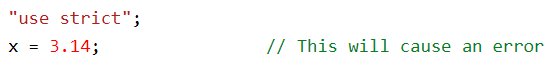 "use strict";
x = 3.14;                // This will cause an error